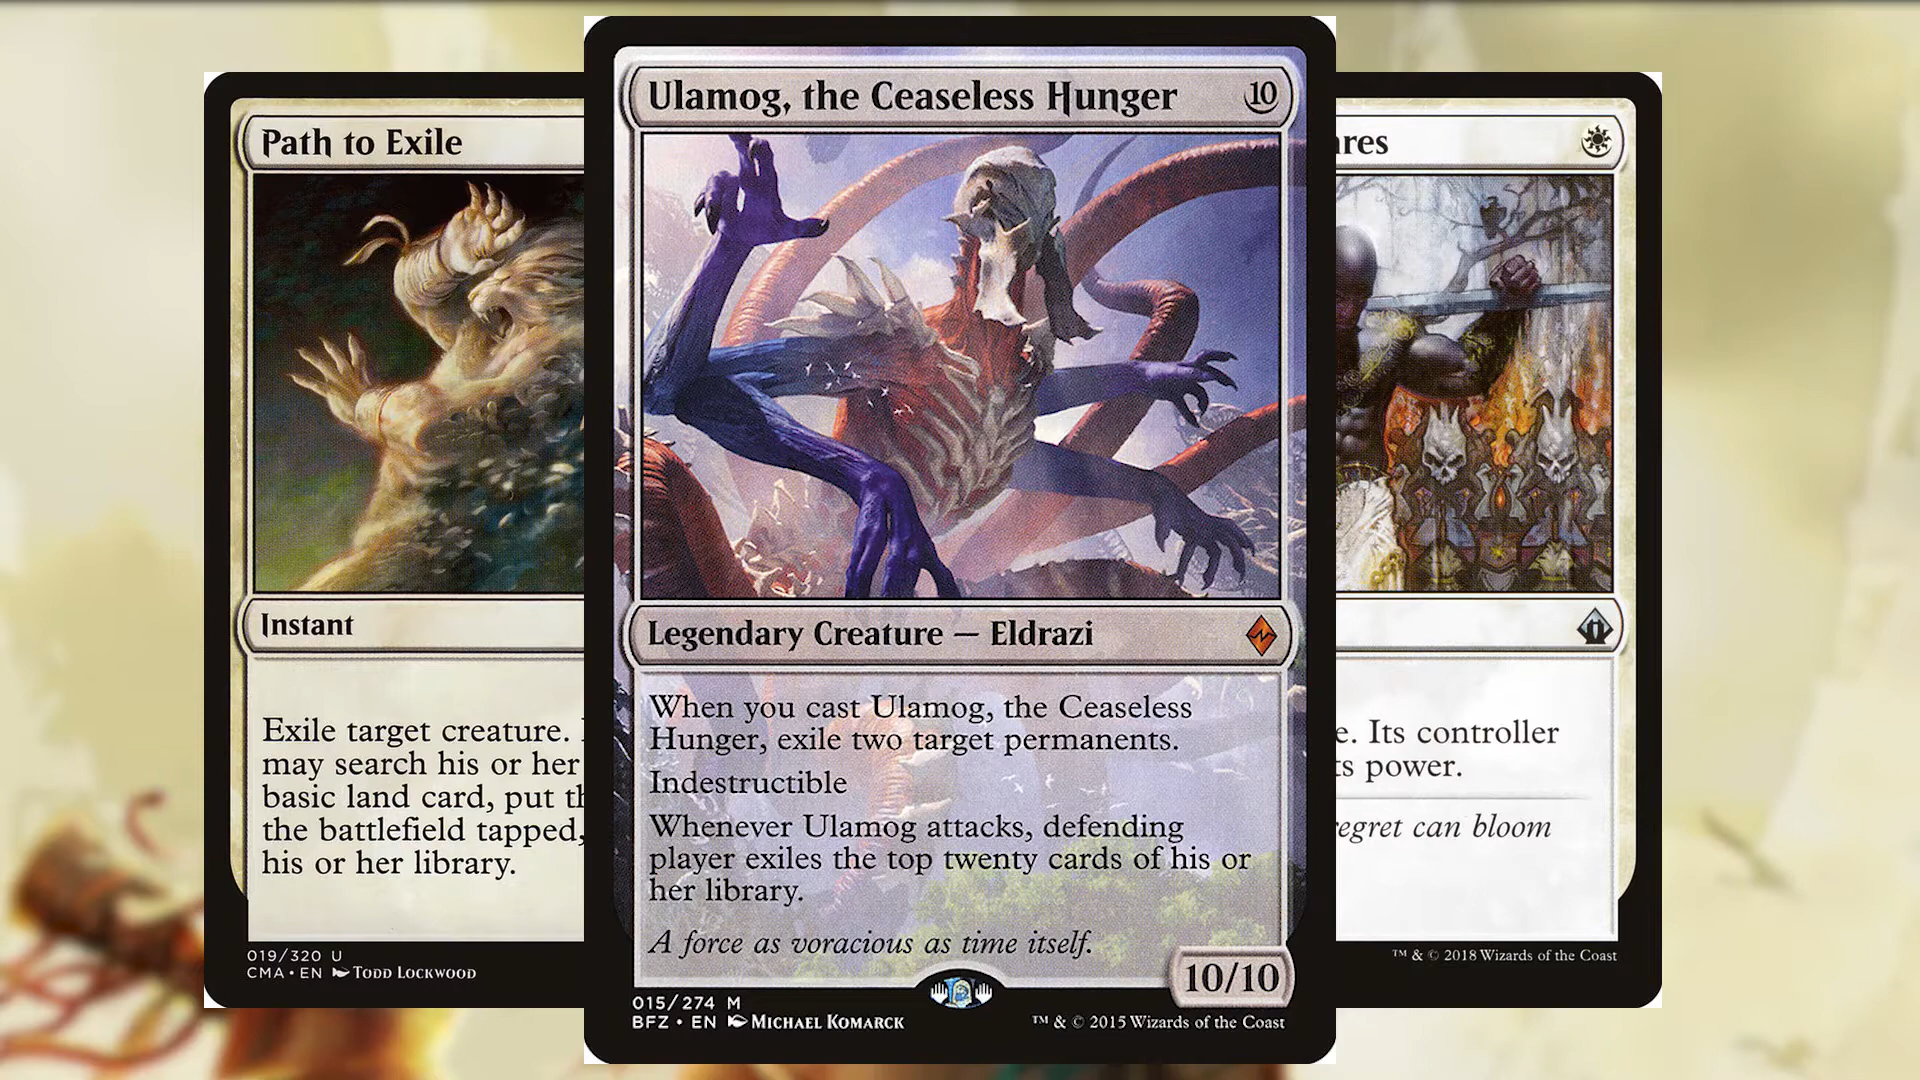 Path to Exile
Instant
Exile target creature.
may search his or her
basic land card, put
the battlefield tapped,
his or her library.
019/320 U
CMA • EN Todd Lockwood
Ulamog, the Ceaseless Hunger 10
Legendary Creature — Eldrazi
When you cast Ulamog, the Ceaseless
Hunger, exile two target permanents.
Indestructible
Whenever Ulamog attacks, defending
player exiles the top twenty cards of his or
her library.
A force as voracious as time itself.
10/10
015/274 M
BFZ • EN Michael Komarck
™ & © 2015 Wizards of the Coast
Its controller
power.
regret can bloom
™ & © 2018 Wizards of the Coast